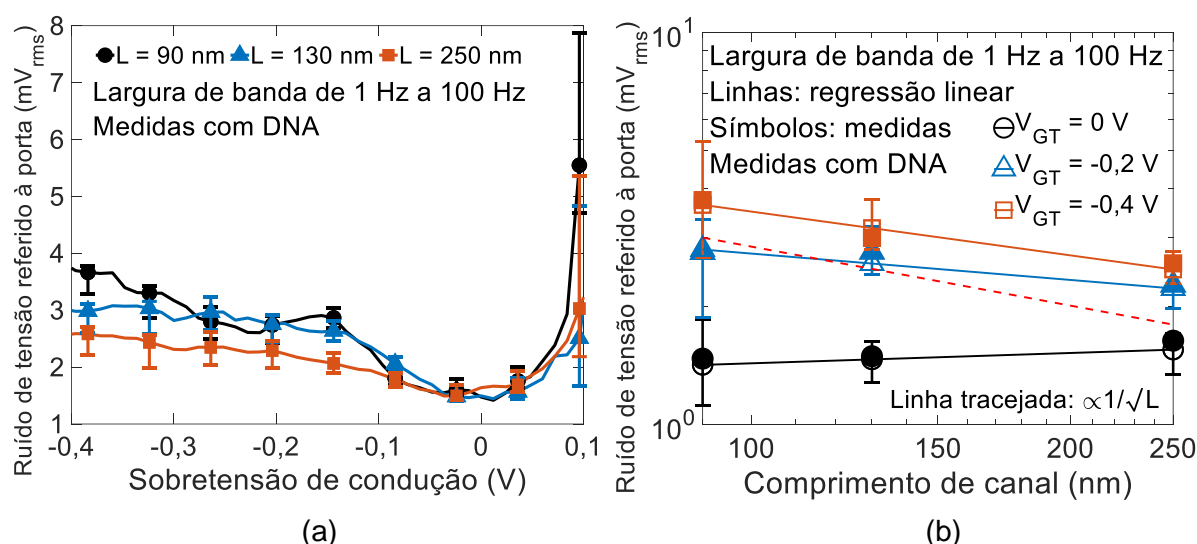 (a)
Ruído de tensão referido à porta (mVrms)
8
7
6
5
4
3
2
1
L = 90 nm L = 130 nm L = 250 nm
Largura de banda de 1 Hz a 100 Hz
Medidas com DNA
-0,4 -0,3 -0,2 -0,1 0 0,1
Sobretensão de condução (V)
(a)
(b)
Ruído de tensão referido à porta (mVrms)
10^1
10^0
Largura de banda de 1 Hz a 100 Hz
Linhas: regressão linear
Símbolos: medidas
Medidas com DNA
VGT = 0 V
VGT = -0,2 V
VGT = -0,4 V
Linha tracejada: ∝1/√L
100 150 200 250
Comprimento de canal (nm)
(b)